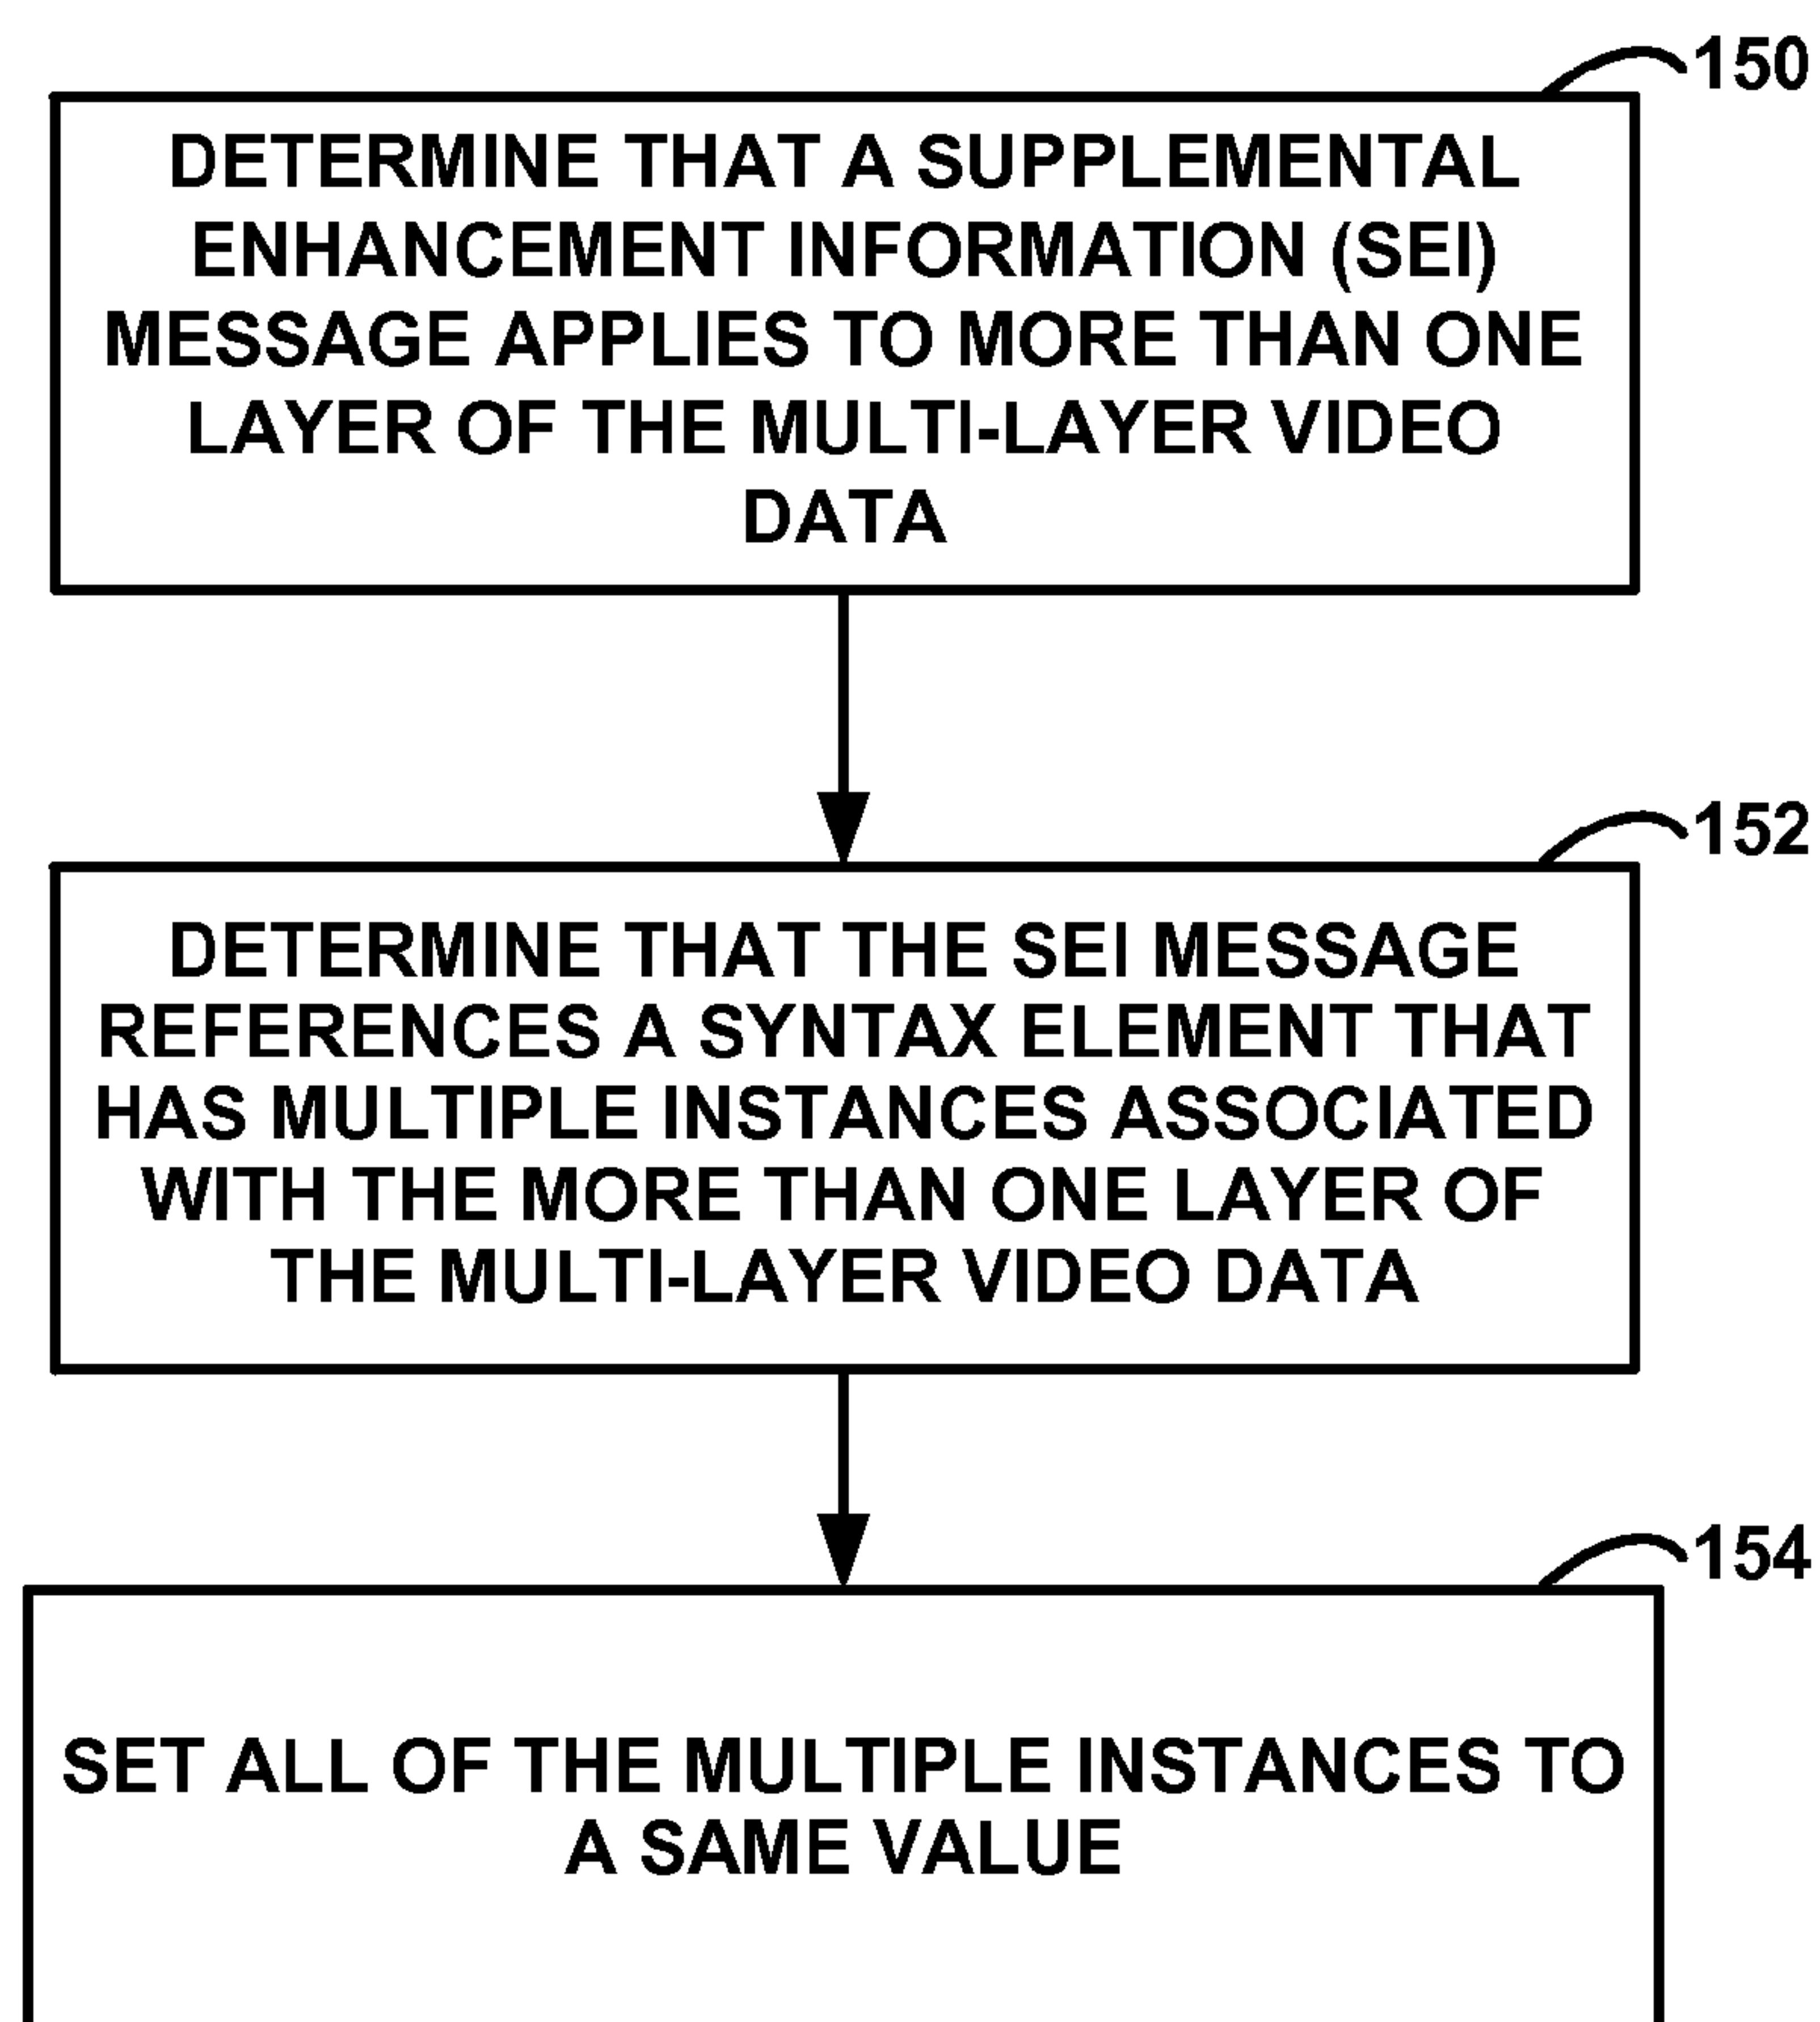 150
DETERMINE THAT A SUPPLEMENTAL
ENHANCEMENT INFORMATION (SEI)
MESSAGE APPLIES TO MORE THAN ONE
LAYER OF THE MULTI-LAYER VIDEO
DATA
152
DETERMINE THAT THE SEI MESSAGE
REFERENCES A SYNTAX ELEMENT THAT
HAS MULTIPLE INSTANCES ASSOCIATED
WITH THE MORE THAN ONE LAYER OF
THE MULTI-LAYER VIDEO DATA
154
SET ALL OF THE MULTIPLE INSTANCES TO
A SAME VALUE